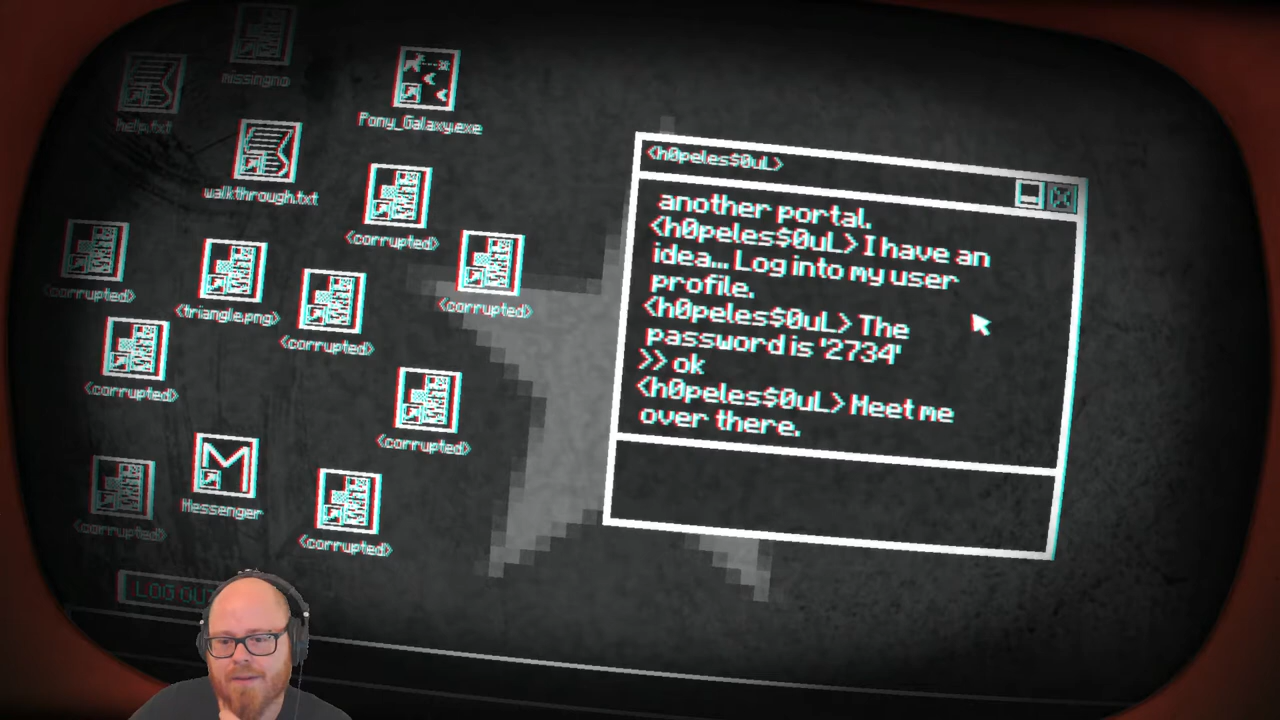 missingno
help.txt
Pony_Galaxy.exe
walkthrough.txt
<corrupted>
<corrupted>
<triangle.png>
<corrupted>
<corrupted>
<corrupted>
<corrupted>
Messenger
<corrupted>
<corrupted>
LOG OU
<h0peles$0uL>
another portal.
<h0peles$0uL> I have an
idea... Log into my user
profile.
<h0peles$0uL> The
password is '2734'
>> ok
<h0peles$0uL> Meet me
over there.